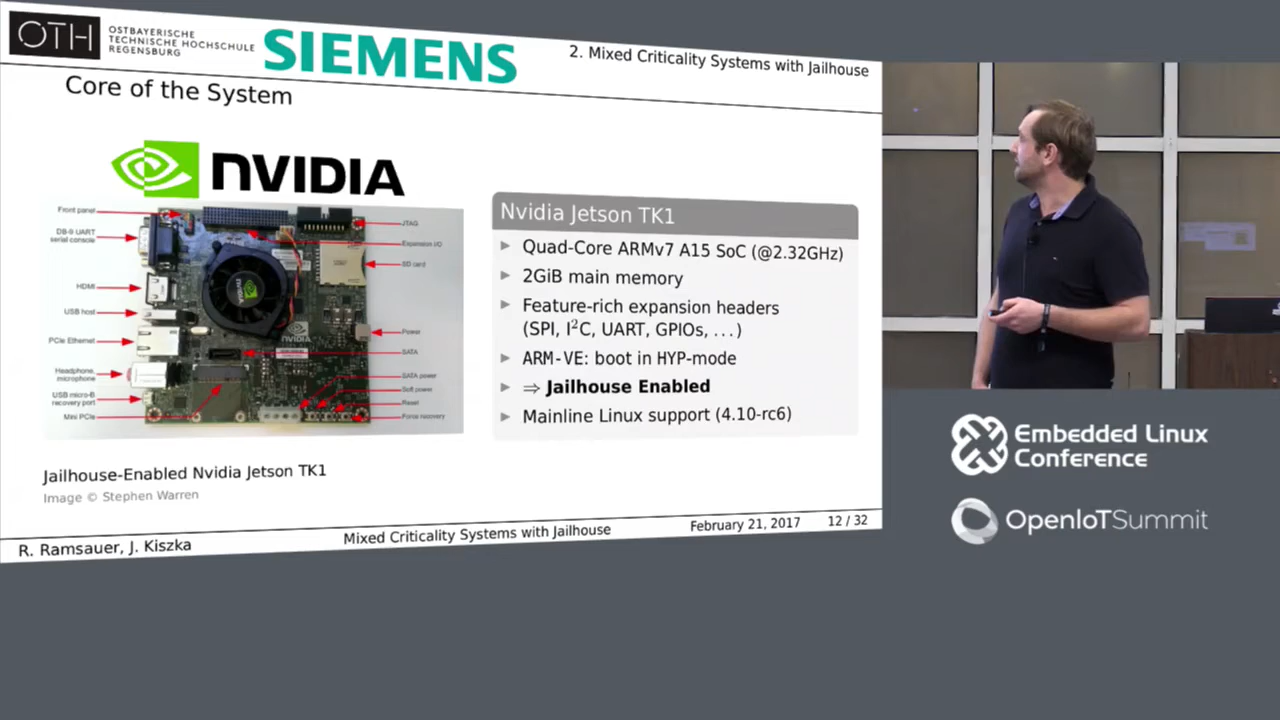 OTH
OSTBAYERISCHE
TECHNISCHE HOCHSCHULE
REGENSBURG
SIEMENS
2. Mixed Criticality Systems with Jailhouse
Core of the System
NVIDIA
Front panel
DB-9 UART
serial console
HDMI
USB host
PCIe Ethernet
Headphone,
microphone
USB micro-B
recovery port
Mini PCIe
JTAG
Expansion I/O
SD card
Power
SATA
SATA power
Soft power
Reset
Force recovery
NVIDIA
Jailhouse-Enabled Nvidia Jetson TK1
Image © Stephen Warren
Nvidia Jetson TK1
Quad-Core ARMv7 A15 SoC (@2.32GHz)
2GiB main memory
Feature-rich expansion headers
(SPI, I²C, UART, GPIOs, ...)
ARM-VE: boot in HYP-mode
⇒ Jailhouse Enabled
Mainline Linux support (4.10-rc6)
R. Ramsauer, J. Kiszka
Mixed Criticality Systems with Jailhouse
February 21, 2017
12 / 32
Embedded Linux
Conference
OpenIoTSummit